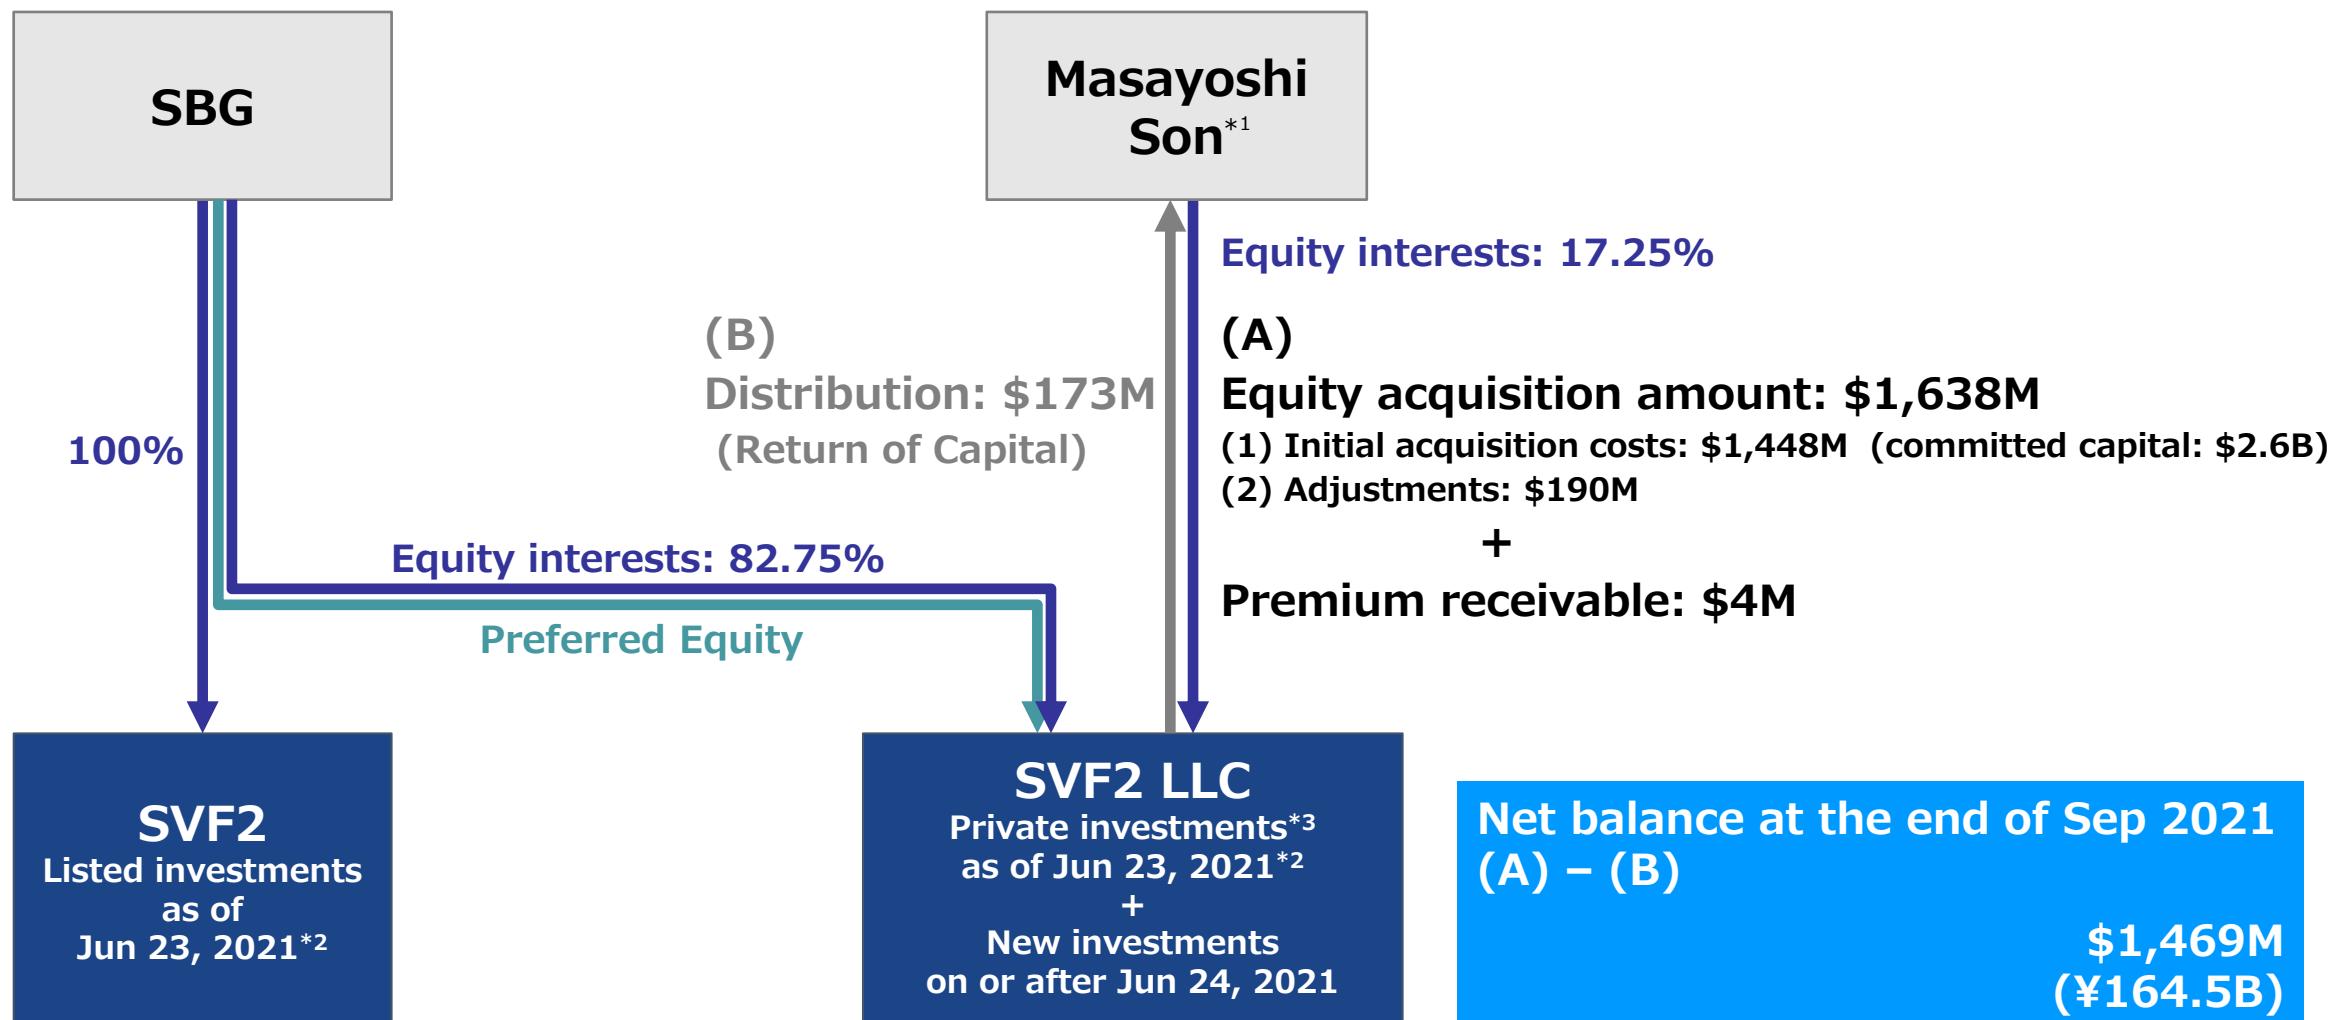 SBG
Masayoshi
Son*1
Equity interests: 17.25%
(B)
Distribution: $173M
(Return of Capital)
(A)
Equity acquisition amount: $1,638M
(1) Initial acquisition costs: $1,448M (committed capital: $2.6B)
(2) Adjustments: $190M
+
Premium receivable: $4M
100%
Equity interests: 82.75%
Preferred Equity
SVF2
Listed investments
as of
Jun 23, 2021*2
SVF2 LLC
Private investments*3
as of Jun 23, 2021*2
+
New investments
on or after Jun 24, 2021
Net balance at the end of Sep 2021
(A) – (B)
$1,469M
(¥164.5B)